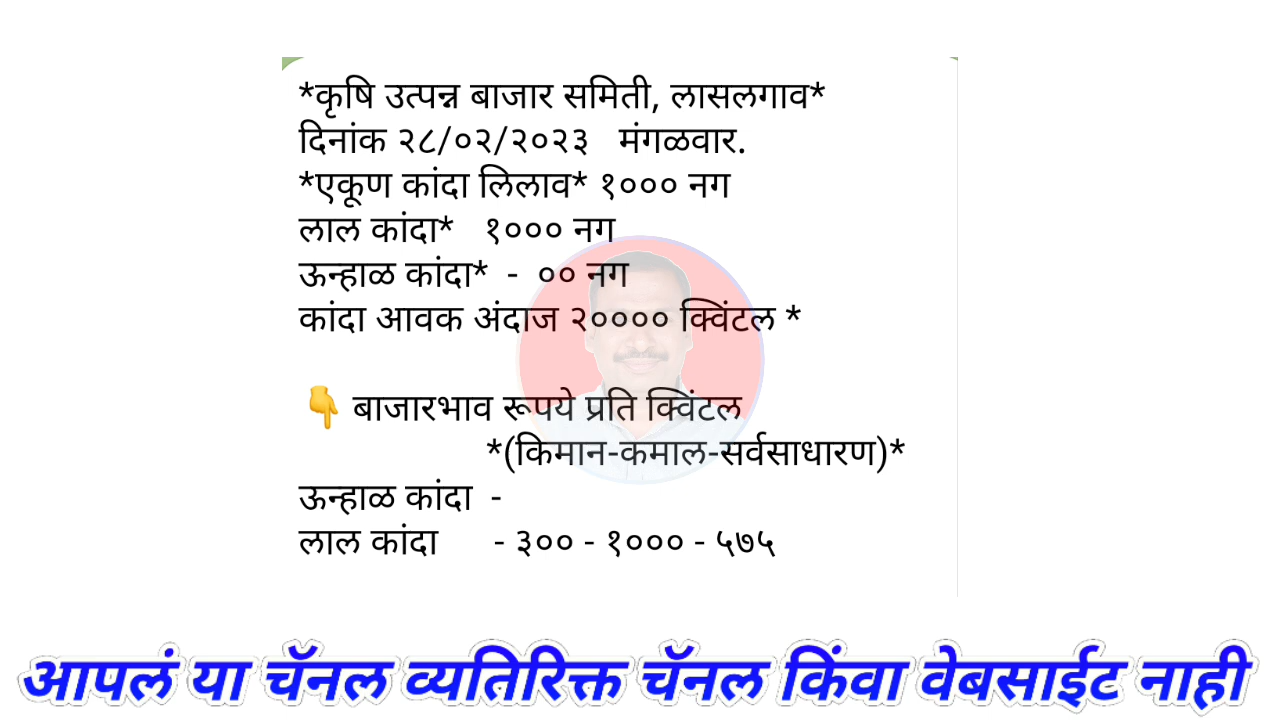 *कृषि उत्पन्न बाजार समिती, लासलगाव*
दिनांक २८/०२/२०२३ मंगळवार.
*एकूण कांदा लिलाव* १००० नग
लाल कांदा* १००० नग
ऊन्हाळ कांदा* - ०० नग
कांदा आवक अंदाज २०००० क्विंटल *
👇 बाजारभाव रूपये प्रति क्विंटल
*(किमान-कमाल-सर्वसाधारण)*
ऊन्हाळ कांदा -
लाल कांदा - ३०० - १००० - ५७५
आपलं या चॅनल व्यतिरिक्त चॅनल किंवा वेबसाईट नाही